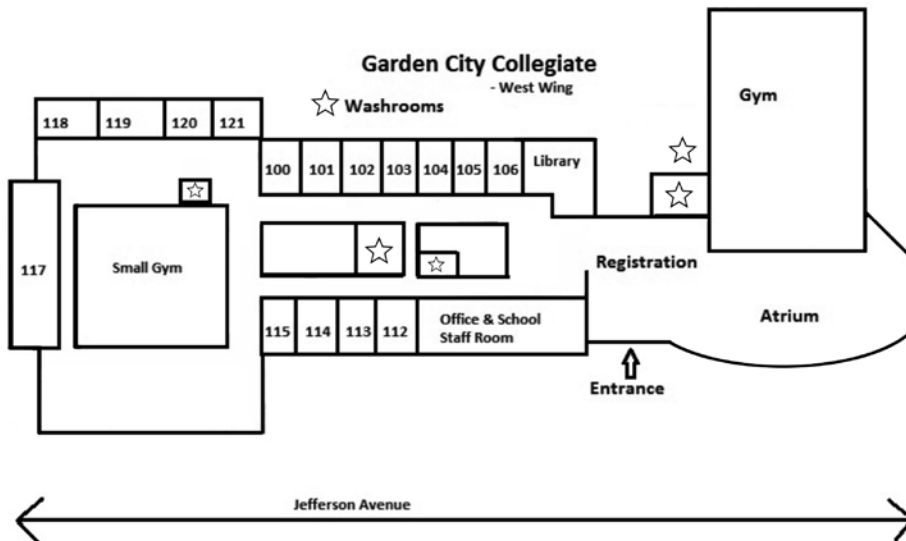 Garden City Collegiate
- West Wing
Washrooms
Gym
118 119 120 121
100 101 102 103 104 105 106 Library
117
Small Gym
Registration
Atrium
115 114 113 112
Office & School
Staff Room
Entrance
Jefferson Avenue